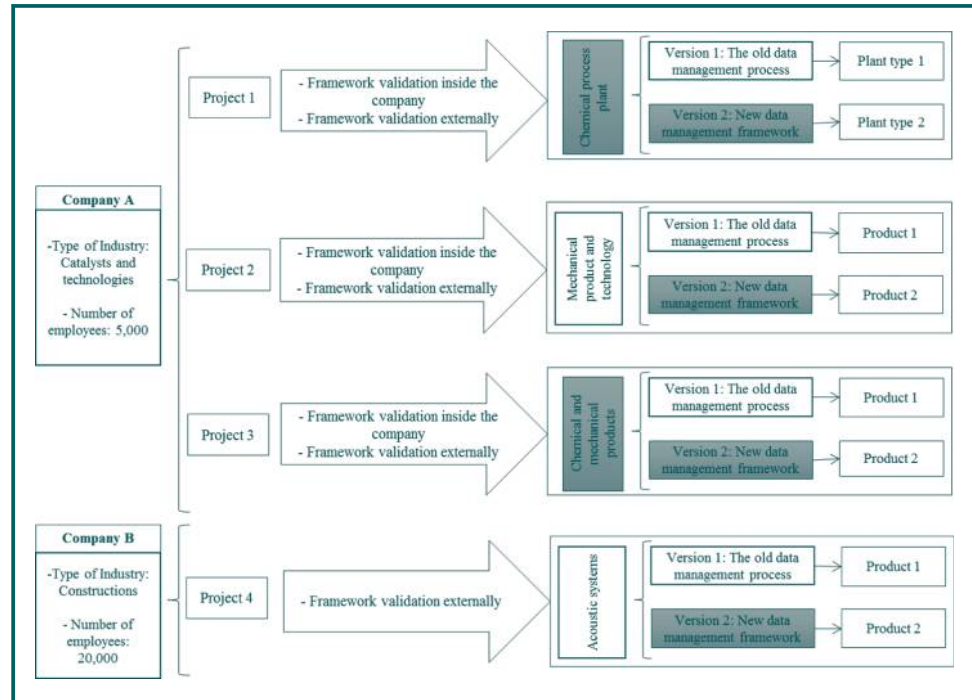 Company A
-Type of Industry:
Catalysts and
technologies
- Number of
employees: 5,000
Project 1
- Framework validation inside the
company
- Framework validation externally
Chemical process
plant
Version 1: The old data
management process
Plant type 1
Version 2: New data
management framework
Plant type 2
Project 2
- Framework validation inside the
company
- Framework validation externally
Mechanical
product and
technology
Version 1: The old data
management process
Product 1
Version 2: New data
management framework
Product 2
Project 3
- Framework validation inside the
company
- Framework validation externally
Chemical and
mechanical
products
Version 1: The old data
management process
Product 1
Version 2: New data
management framework
Product 2
Company B
-Type of Industry:
Constructions
- Number of
employees:
20,000
Project 4
- Framework validation externally
Acoustic systems
Version 1: The old data
management process
Product 1
Version 2: New data
management framework
Product 2